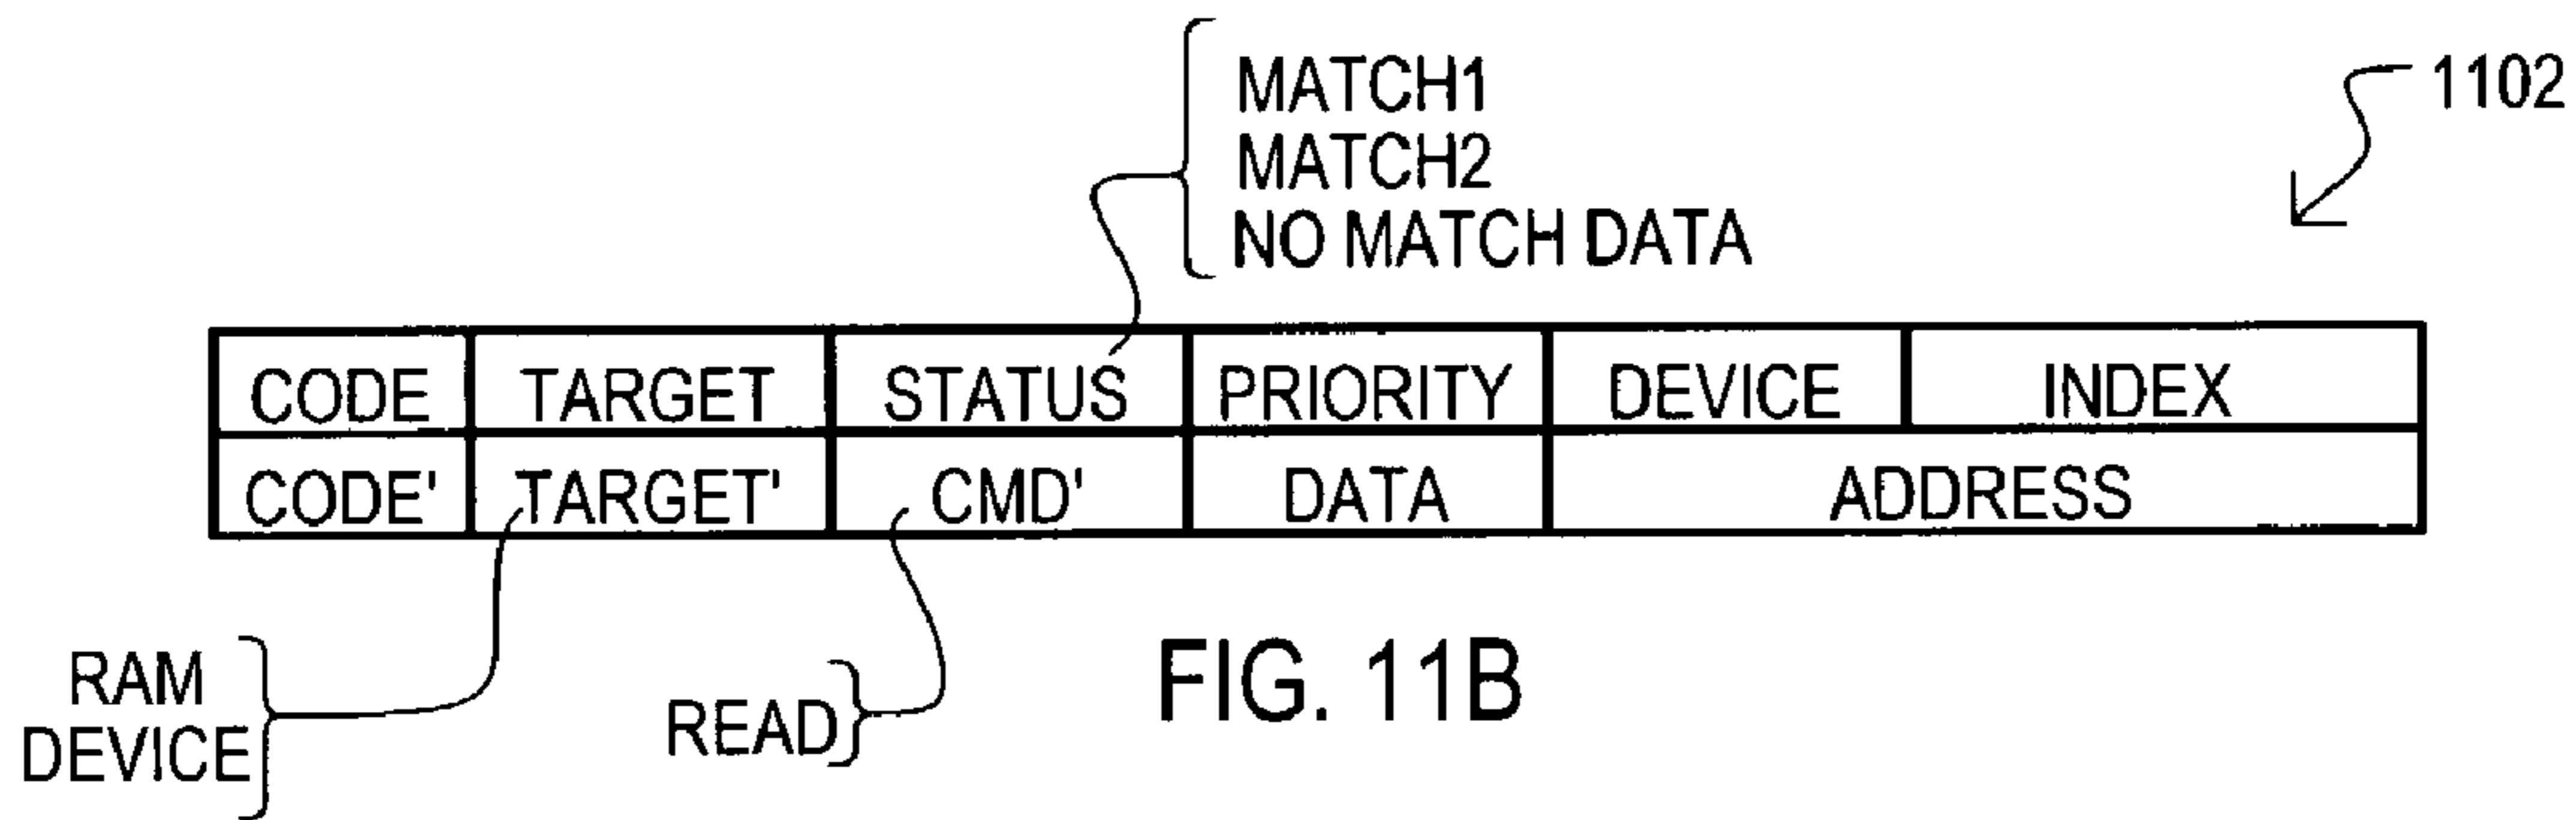 MATCH1
MATCH2
NO MATCH DATA
1102
CODE TARGET STATUS PRIORITY DEVICE INDEX
CODE' TARGET' CMD' DATA ADDRESS
RAM
DEVICE
READ
FIG. 11B